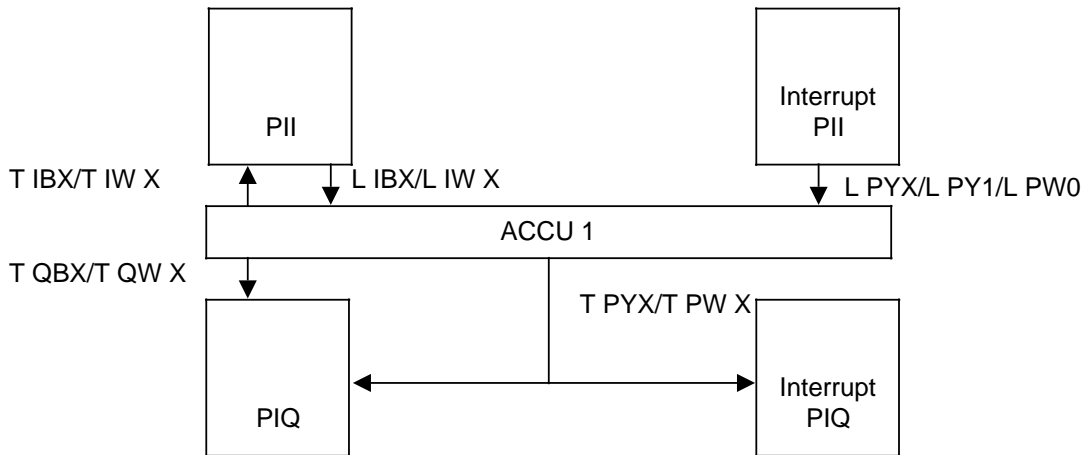 PII
Interrupt
PII
T IBX/T IW X
L IBX/L IW X
L PYX/L PY1/L PW0
ACCU 1
T QBX/T QW X
T PYX/T PW X
PIQ
Interrupt
PIQ